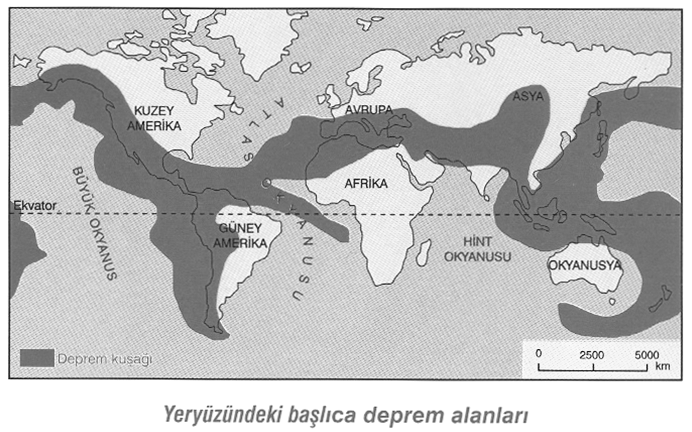 KUZEY
AMERİKA
ATLAS OKYANUSU
AVRUPA
ASYA
BÜYÜK OKYANUS
AFRİKA
Ekvator
GÜNEY
AMERİKA
HİNT
OKYANUSU
OKYANUSYA
Deprem kuşağı
0 2500 5000
km
Yeryüzündeki başlıca deprem alanları